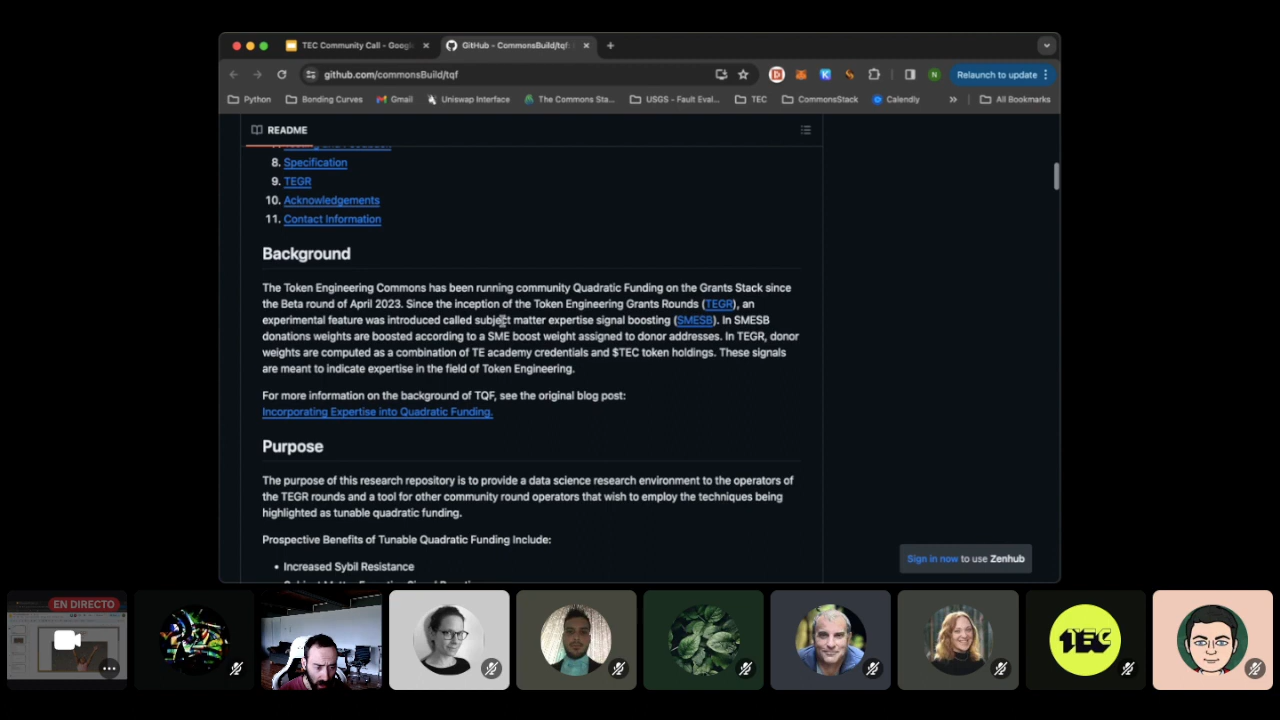 TEC Community Call - Googl
GitHub - CommonsBuild/tqf:
github.com/commonsBuild/tqf
Relaunch to update
Python
Bonding Curves
Gmail
Uniswap Interface
The Commons Sta...
USGS - Fault Eval...
TEC
CommonsStack
Calendly
»
All Bookmarks
README
8. Specification
9. TEGR
10. Acknowledgements
11. Contact Information
Background
The Token Engineering Commons has been running community Quadratic Funding on the Grants Stack since
the Beta round of April 2023. Since the inception of the Token Engineering Grants Rounds (TEGR), an
experimental feature was introduced called subject matter expertise signal boosting (SMESB). In SMESB
donations weights are boosted according to a SME boost weight assigned to donor addresses. In TEGR, donor
weights are computed as a combination of TE academy credentials and $TEC token holdings. These signals
are meant to indicate expertise in the field of Token Engineering.
For more information on the background of TQF, see the original blog post:
Incorporating Expertise into Quadratic Funding.
Purpose
The purpose of this research repository is to provide a data science research environment to the operators of
the TEGR rounds and a tool for other community round operators that wish to employ the techniques being
highlighted as tunable quadratic funding.
Prospective Benefits of Tunable Quadratic Funding Include:
• Increased Sybil Resistance
Sign in now to use Zenhub
EN DIRECTO
TEC